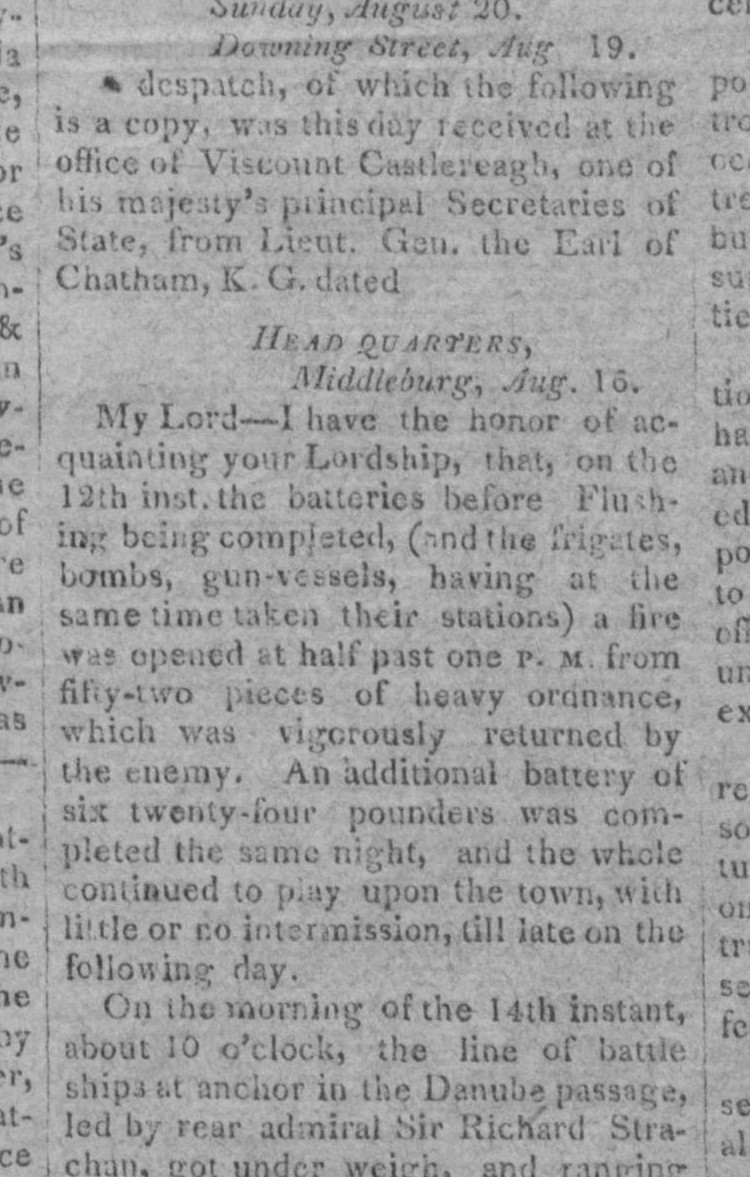 Sunday, August 20.
Downing Street, Aug 19.
despatch, of which the following
is a copy, was this day received at the
office of Viscount Castlereagh, one of
his majesty's principal Secretaries of
State, from Lieut. Gen. the Earl of
Chatham, K. G. dated
HEAD QUARTERS,
Middleburg, Aug. 16.
My Lord—I have the honor of ac-
quainting your Lordship, that, on the
12th inst. the batteries before Flush-
ing being completed, (and the frigates,
bombs, gun-vessels, having at the
same time taken their stations) a fire
was opened at half past one P. M. from
fifty-two pieces of heavy ordnance,
which was vigorously returned by
the enemy. An additional battery of
six twenty-four pounders was com-
pleted the same night, and the whole
continued to play upon the town, with
little or no intermission, till late on the
following day.
On the morning of the 14th instant,
about 10 o'clock, the line of battle
ships at anchor in the Danube passage,
led by rear admiral Sir Richard Stra-
chan, got under weigh, and ranging